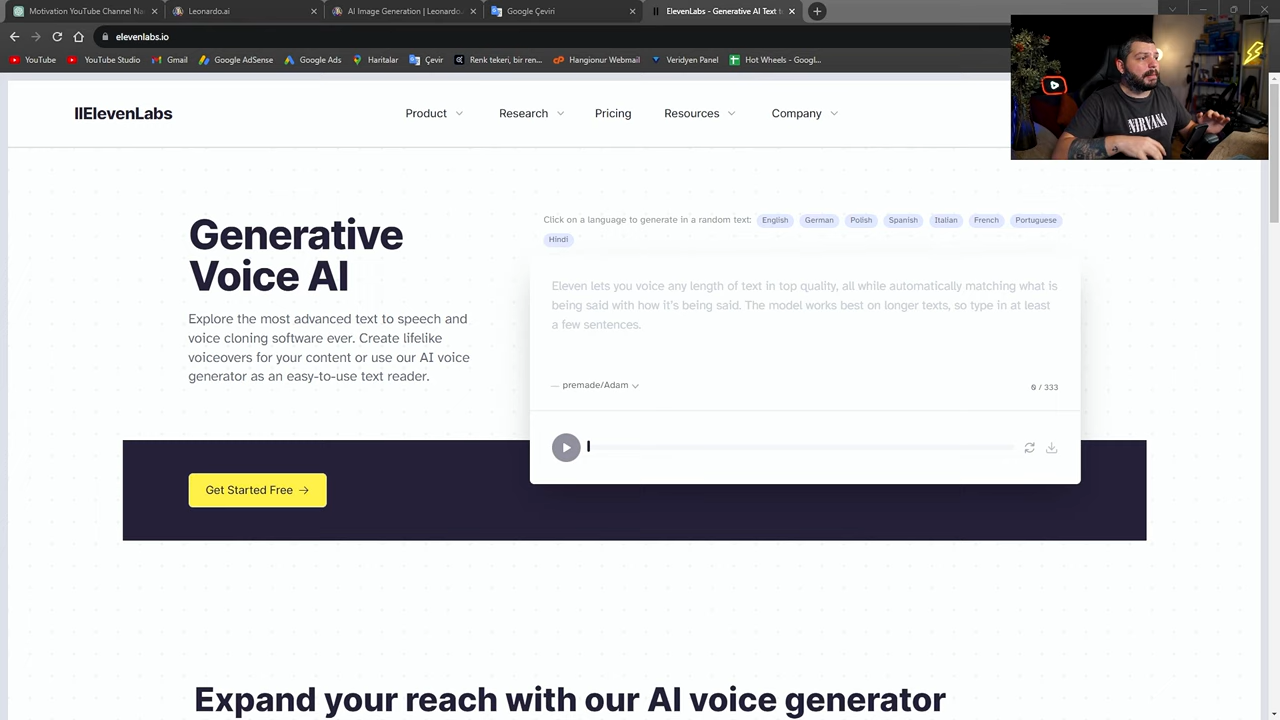 Motivation YouTube Channel Na
Leonardo.ai
AI Image Generation | Leonardo.
Google Çeviri
ElevenLabs - Generative AI Text t
elevenlabs.io
YouTube
YouTube Studio
Gmail
Google AdSense
Google Ads
Haritalar
Çevir
Renk tekeri, bir ren...
Hangionur Webmail
Veridyen Panel
Hot Wheels - Googl...
NIRVANA
IIElevenLabs
Product
Research
Pricing
Resources
Company
Generative
Voice AI
Explore the most advanced text to speech and
voice cloning software ever. Create lifelike
voiceovers for your content or use our AI voice
generator as an easy-to-use text reader.
Get Started Free →
Click on a language to generate in a random text: English German Polish Spanish Italian French Portuguese
Hindi
Eleven lets you voice any length of text in top quality, all while automatically matching what is
being said with how it's being said. The model works best on longer texts, so type in at least
a few sentences.
— premade/Adam
0 / 333
Expand your reach with our AI voice generator